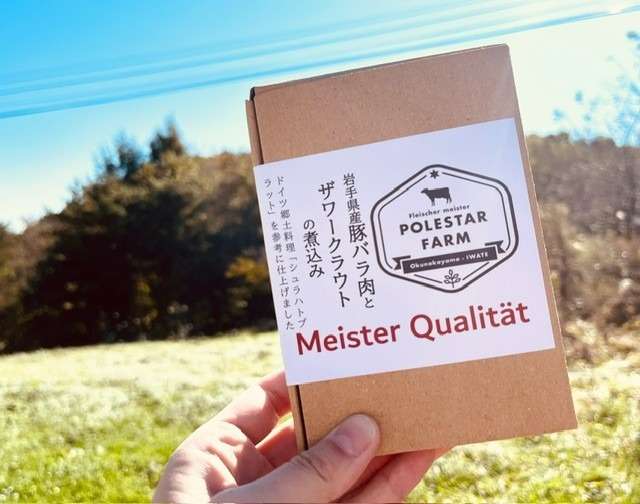 岩手県産豚バラ肉と
ザワークラウト
の煮込み
ドイツ郷土料理「シュラハトプ
ラット」を参考に仕上げました
Fleischer meister
POLESTAR
FARM
Okunakayama - IWATE
Meister Qualität